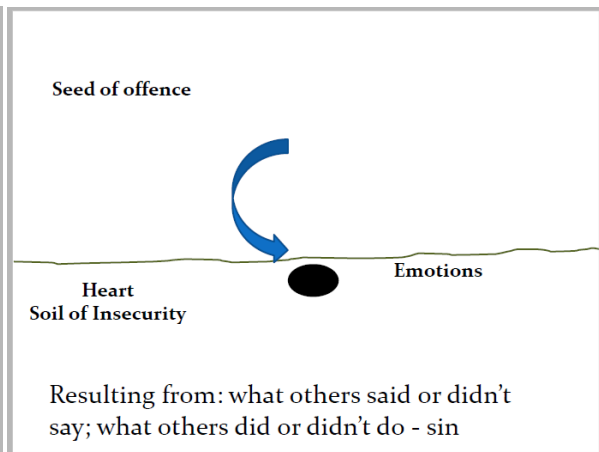 Seed of offence
Emotions
Heart
Soil of Insecurity
Resulting from: what others said or didn’t
say; what others did or didn’t do - sin